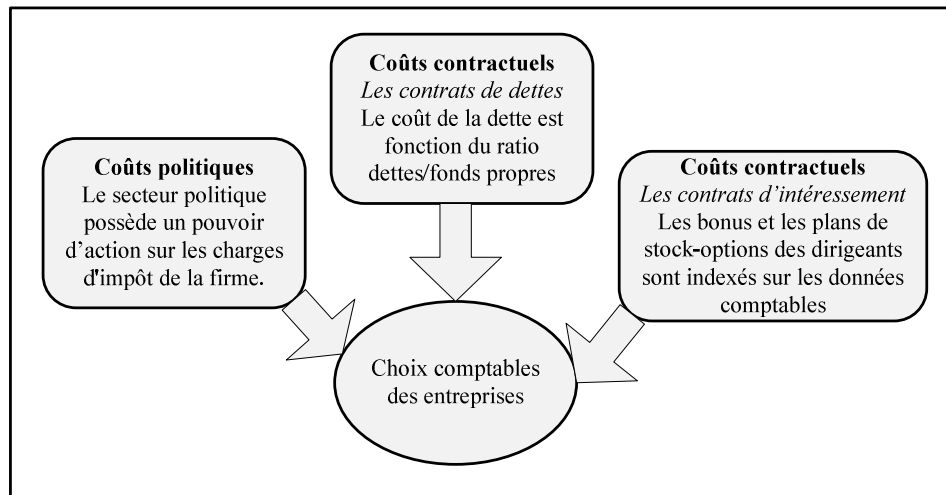 Coûts politiques
Le secteur politique
possède un pouvoir
d'action sur les charges
d'impôt de la firme.
Coûts contractuels
Les contrats de dettes
Le coût de la dette est
fonction du ratio
dettes/fonds propres
Coûts contractuels
Les contrats d'intéressement
Les bonus et les plans de
stock-options des dirigeants
sont indexés sur les données
comptables
Choix comptables
des entreprises